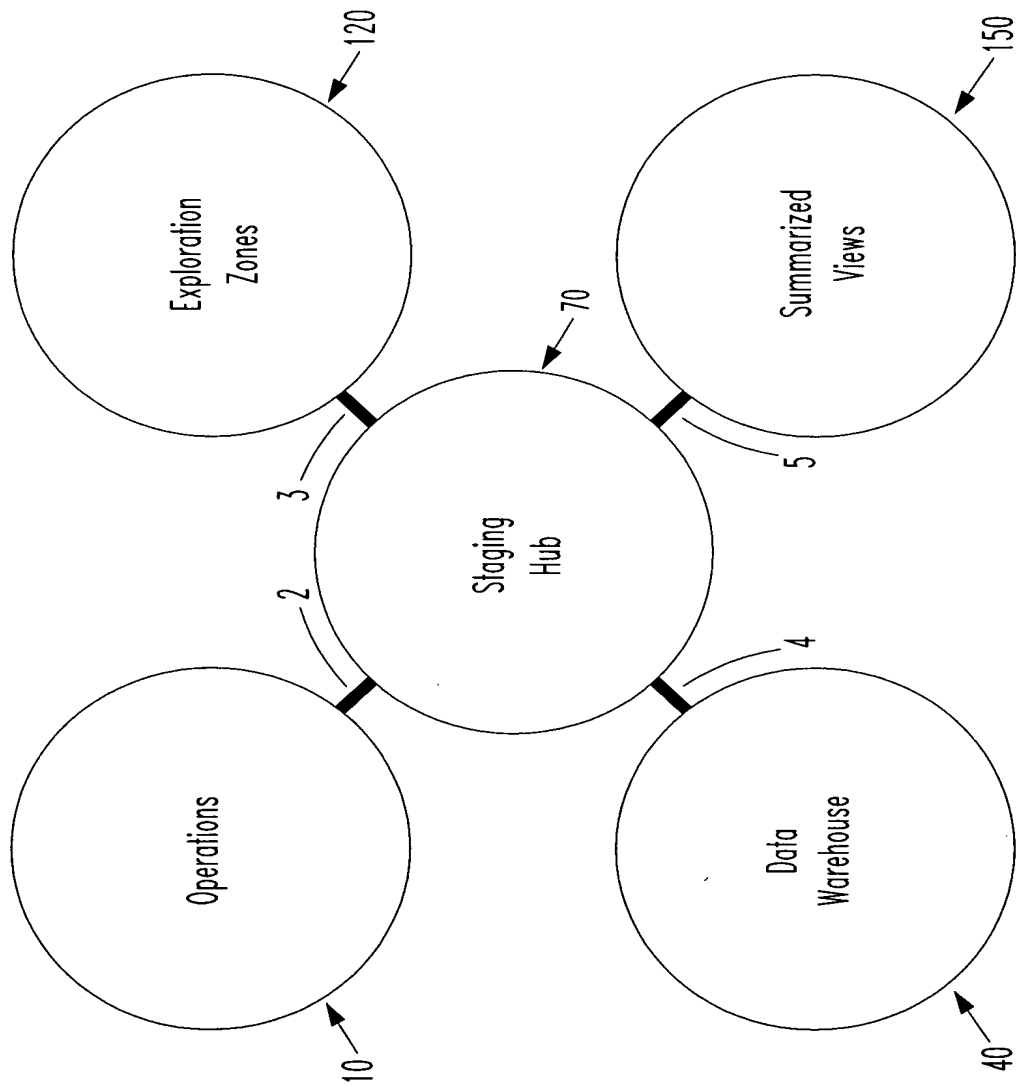 Operations
Exploration
Zones
2
3
10
120
Staging
Hub
70
Data
Warehouse
4
5
Summarized
Views
40
150